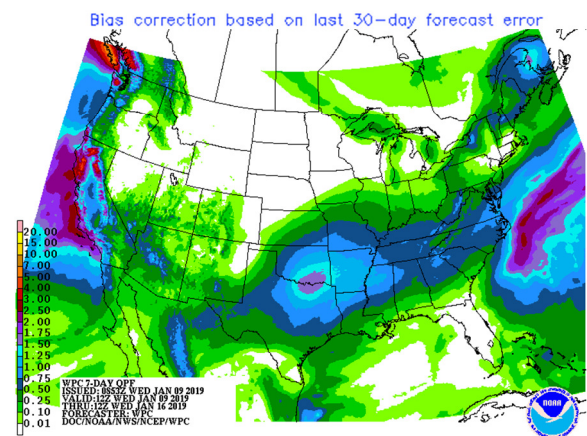 Bias correction based on last 30-day forecast error
20.00
15.00
10.00
7.00
5.00
4.00
3.00
2.50
2.00
1.75
1.50
1.25
1.00
0.75
0.50
0.25
0.10
0.01
WPC 7-DAY QPF
ISSUED: 0853Z WED JAN 09 2019
VALID:12Z WED JAN 09 2019
THRU:12Z WED JAN 16 2019
FORECASTER: WPC
DOC/NOAA/NWS/NCEP/WPC
NOAA